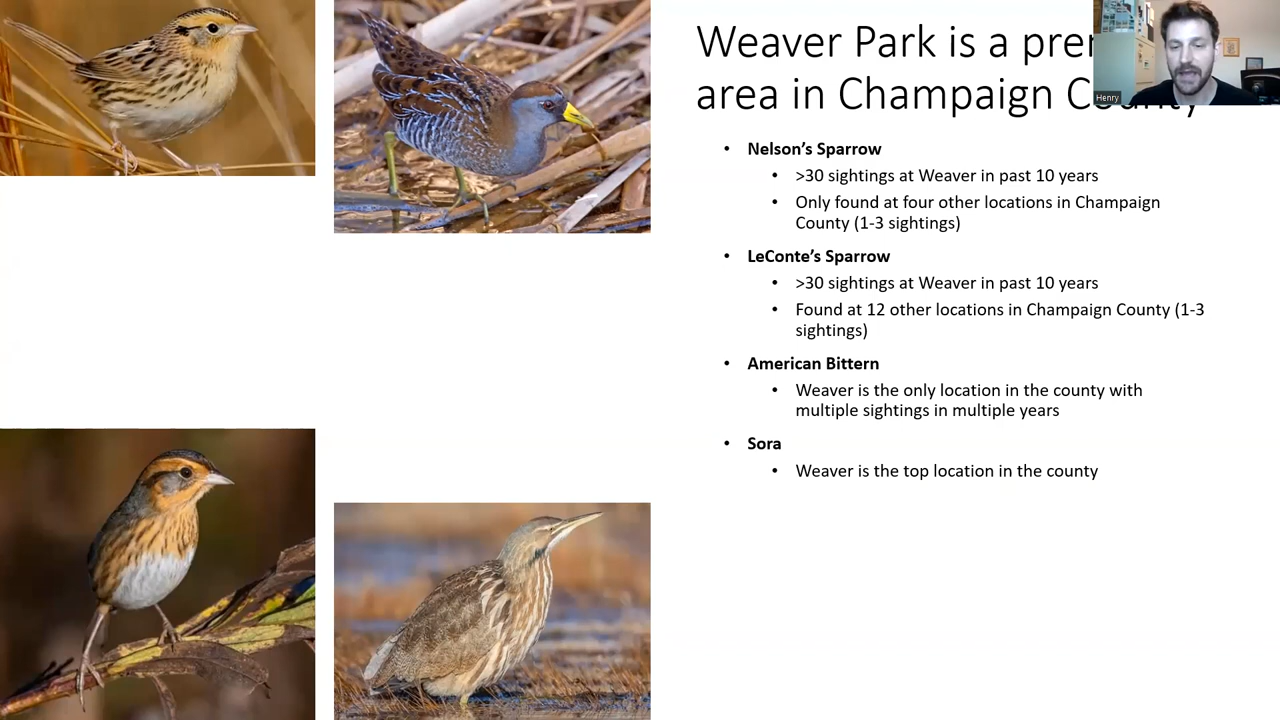 Weaver Park is a
area in Champaign
Henry
• Nelson’s Sparrow
• >30 sightings at Weaver in past 10 years
• Only found at four other locations in Champaign
County (1-3 sightings)
• LeConte’s Sparrow
• >30 sightings at Weaver in past 10 years
• Found at 12 other locations in Champaign County (1-3
sightings)
• American Bittern
• Weaver is the only location in the county with
multiple sightings in multiple years
• Sora
• Weaver is the top location in the county